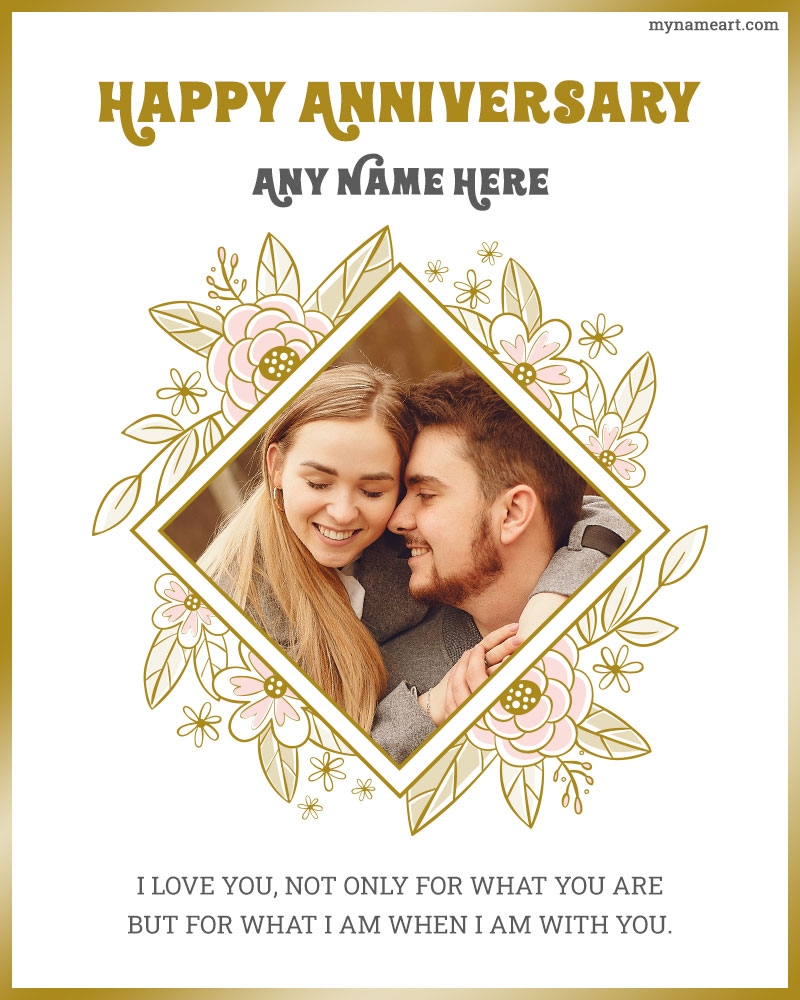 mynameart.com
HAPPY ANNIVERSARY
ANY NAME HERE
I LOVE YOU, NOT ONLY FOR WHAT YOU ARE
BUT FOR WHAT I AM WHEN I AM WITH YOU.